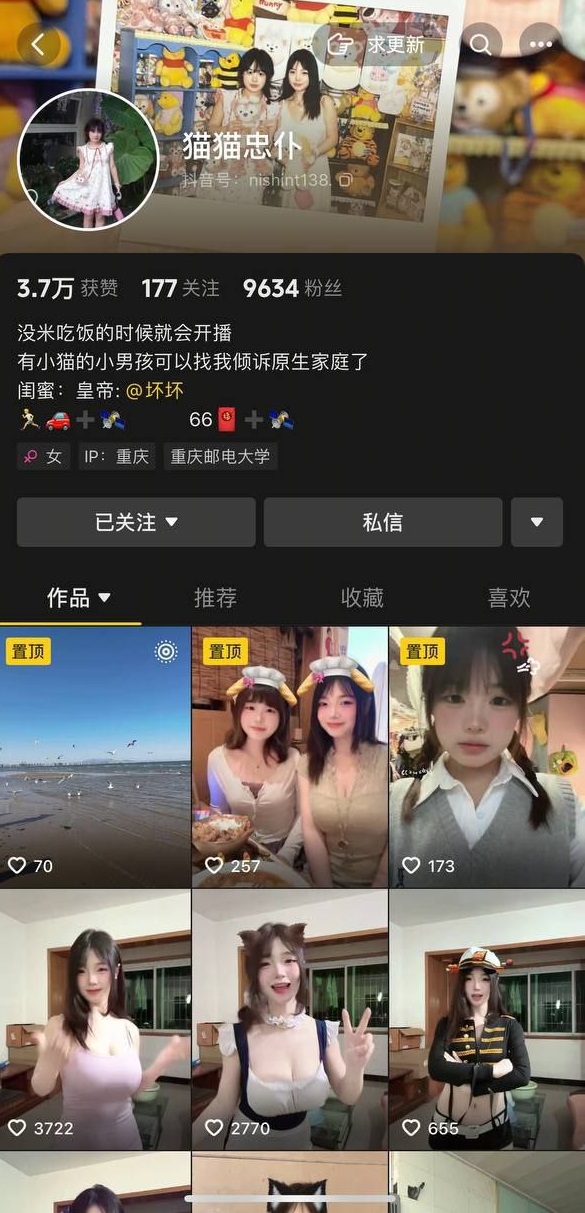 求更新
猫猫忠仆
抖音号：nishint138.
3.7万 获赞 177 关注 9634 粉丝
没米吃饭的时候就会开播
有小猫的小男孩可以找我倾诉原生家庭了
闺蜜：皇帝: @坏坏
🏃🚗➕🛰️ 66🧧➕🛰️
女 IP：重庆 重庆邮电大学
已关注 私信
作品 推荐 收藏 喜欢
置顶 置顶 置顶
70 257 173
3722 2770 655